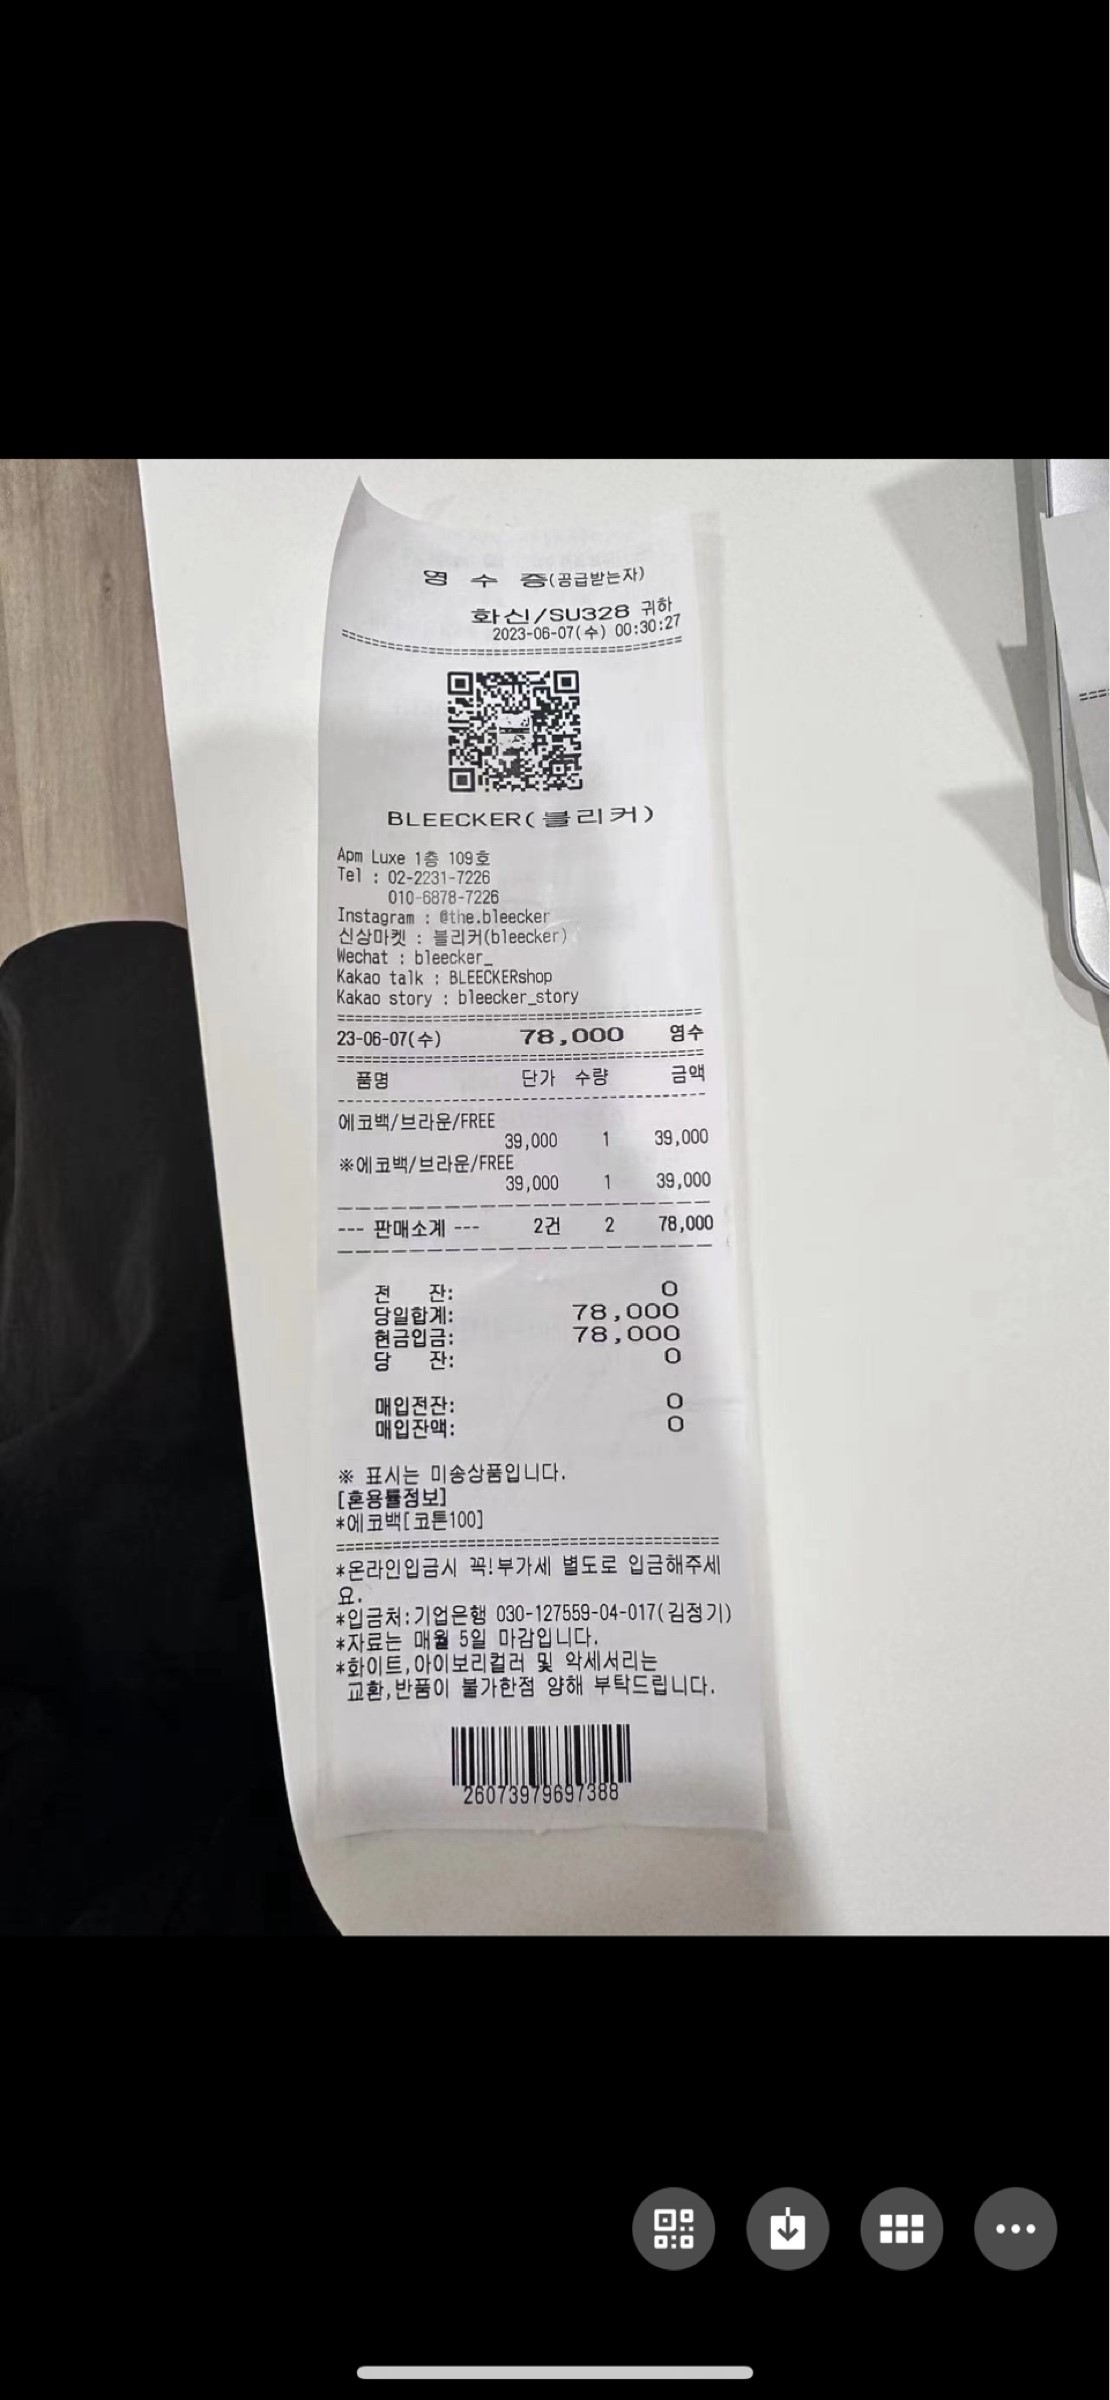 영 수 증(공급받는자)
화신/SU328 귀하
2023-06-07(수) 00:30:27
BLEECKER(블리커)
Apm Luxe 1층 109호
Tel : 02-2231-7226
010-6878-7226
Instagram : @the.bleecker
신상마켓 : 블리커(bleecker)
Wechat : bleecker_
Kakao talk : BLEECKERshop
Kakao story : bleecker_story
23-06-07(수) 78,000 영수
품명 단가 수량 금액
에코백/브라운/FREE
39,000 1 39,000
※에코백/브라운/FREE
39,000 1 39,000
--- 판매소계 --- 2건 2 78,000
전 잔: 0
당일합계: 78,000
현금입금: 78,000
당 잔: 0
매입전잔: 0
매입잔액: 0
※ 표시는 미송상품입니다.
[혼용률정보]
*에코백[코튼100]
*온라인입금시 꼭!부가세 별도로 입금해주세
요.
*입금처:기업은행 030-127559-04-017(김정기)
*자료는 매월 5일 마감입니다.
*화이트,아이보리컬러 및 악세서리는
교환,반품이 불가한점 양해 부탁드립니다.
26073979697388